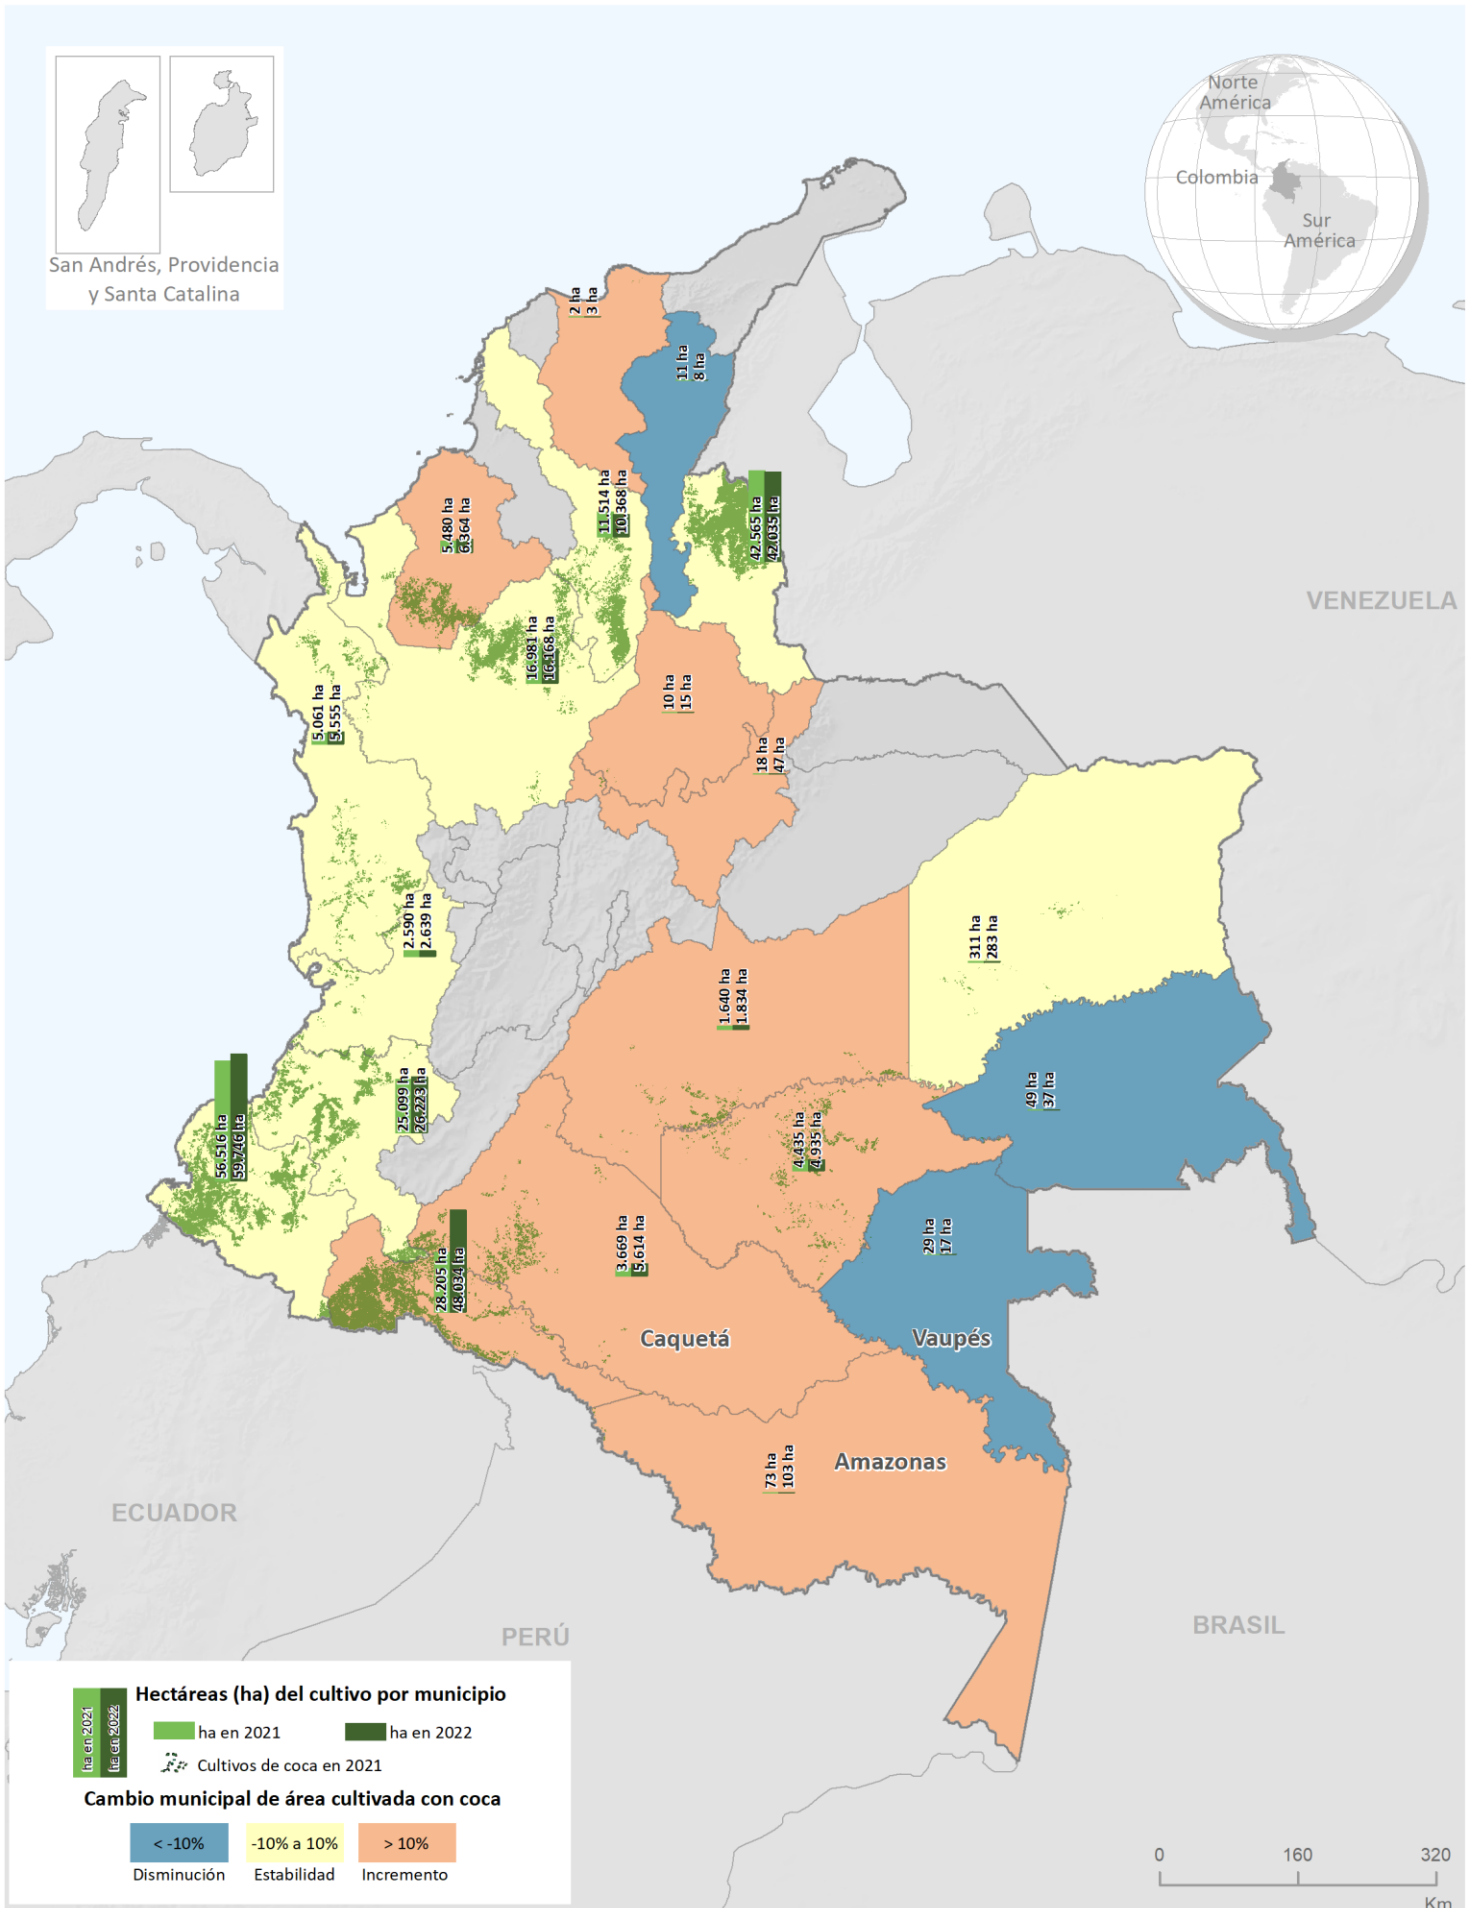 Norte
América
Colombia
Sur
América
San Andrés, Providencia
y Santa Catalina
2 ha
3 ha
11 ha
8 ha
5.480 ha
6.364 ha
11.514 ha
10.368 ha
42.565 ha
42.035 ha
VENEZUELA
16.981 ha
16.168 ha
5.061 ha
5.555 ha
10 ha
15 ha
18 ha
47 ha
2.590 ha
2.639 ha
311 ha
283 ha
1.640 ha
1.834 ha
49 ha
37 ha
25.099 ha
26.223 ha
56.516 ha
59.746 ha
4.435 ha
4.935 ha
29 ha
17 ha
3.669 ha
5.614 ha
28.205 ha
48.034 ha
Caquetá
Vaupés
Amazonas
73 ha
103 ha
ECUADOR
PERÚ
BRASIL
ha en 2021
ha en 2022
Hectáreas (ha) del cultivo por municipio
ha en 2021
ha en 2022
Cultivos de coca en 2021
Cambio municipal de área cultivada con coca
< -10%
-10% a 10%
> 10%
Disminución
Estabilidad
Incremento
0
160
320
Km